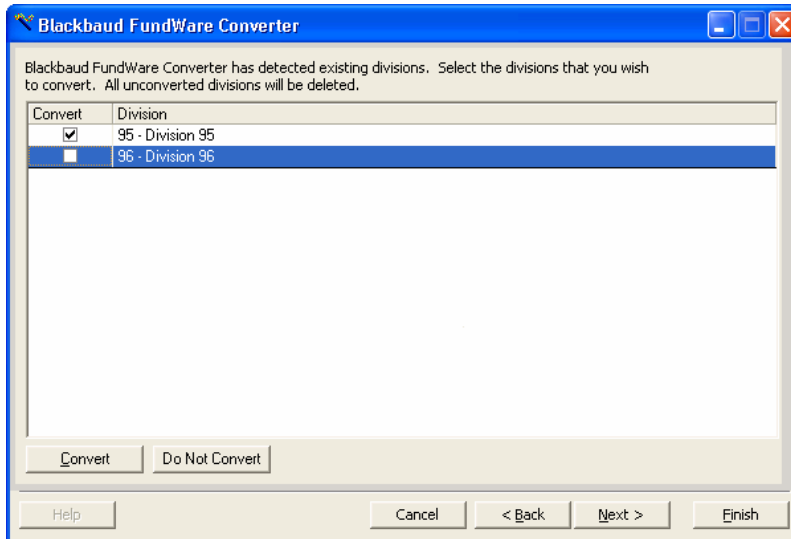 Blackbaud FundWare Converter
Blackbaud FundWare Converter has detected existing divisions. Select the divisions that you wish
to convert. All unconverted divisions will be deleted.
Convert Division
95 - Division 95
96 - Division 96
Convert Do Not Convert
Help Cancel < Back Next > Finish